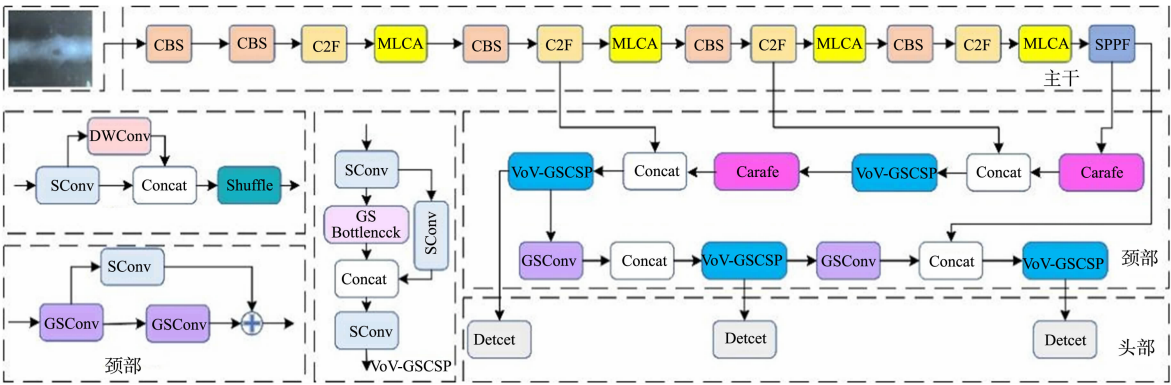 CBS
CBS
C2F
MLCA
CBS
C2F
MLCA
CBS
C2F
MLCA
CBS
C2F
MLCA
SPPF
主干
DWConv
SConv
Concat
Shuffle
SConv
GSConv
GSConv
颈部
SConv
GS
Bottlencck
SConv
Concat
SConv
VoV-GSCSP
VoV-GSCSP
Concat
Carafe
VoV-GSCSP
Concat
Carafe
GSConv
Concat
VoV-GSCSP
GSConv
Concat
VoV-GSCSP
颈部
Detcet
Detcet
Detcet
头部